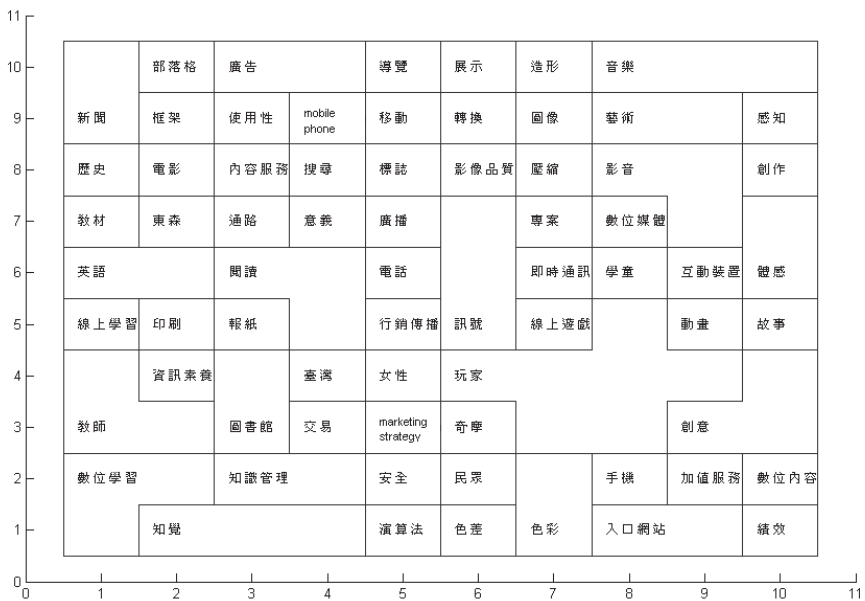 11
10
部落格
廣告
導覽
展示
造形
音樂
9
新聞
框架
使用性
mobile
phone
移動
轉換
圖像
藝術
感知
8
歷史
電影
內容服務
搜尋
標誌
影像品質
壓縮
影音
創作
7
教材
東森
通路
意義
廣播
專案
數位媒體
6
英語
閱讀
電話
即時通訊
學童
互動裝置
體感
5
線上學習
印刷
報紙
行銷傳播
訊號
線上遊戲
動畫
故事
4
資訊素養
臺灣
女性
玩家
3
教師
圖書館
交易
marketing
strategy
奇摩
創意
2
數位學習
知識管理
安全
民眾
手機
加值服務
數位內容
1
知覺
演算法
色差
色彩
入口網站
績效
0
0
1
2
3
4
5
6
7
8
9
10
11